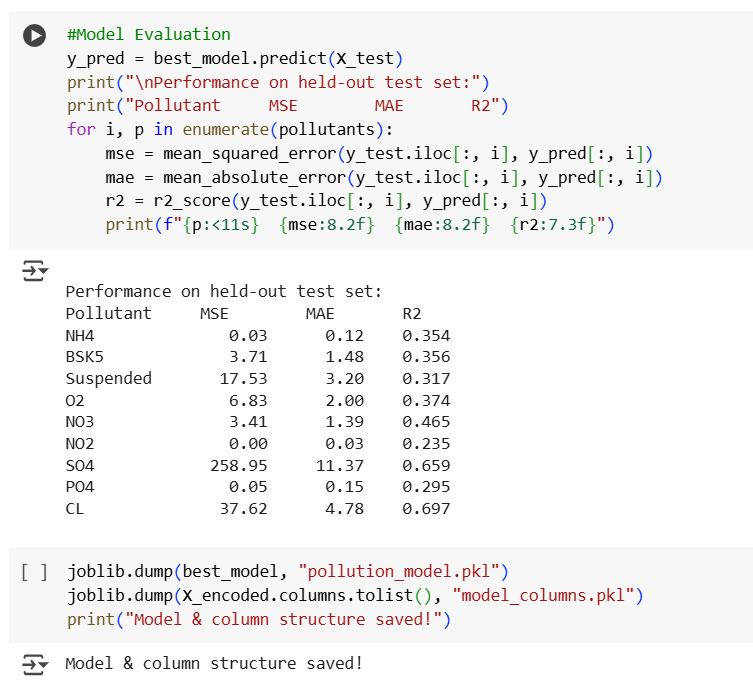 #Model Evaluation
y_pred = best_model.predict(X_test)
print("\nPerformance on held-out test set:")
print("Pollutant     MSE        MAE       R2")
for i, p in enumerate(pollutants):
    mse = mean_squared_error(y_test.iloc[:, i], y_pred[:, i])
    mae = mean_absolute_error(y_test.iloc[:, i], y_pred[:, i])
    r2 = r2_score(y_test.iloc[:, i], y_pred[:, i])
    print(f"{p:<11s}  {mse:8.2f}  {mae:8.2f}  {r2:7.3f}")
Performance on held-out test set:
Pollutant     MSE        MAE       R2
NH4              0.03      0.12    0.354
BSK5             3.71      1.48    0.356
Suspended       17.53      3.20    0.317
O2               6.83      2.00    0.374
NO3              3.41      1.39    0.465
NO2              0.00      0.03    0.235
SO4            258.95     11.37    0.659
PO4              0.05      0.15    0.295
CL              37.62      4.78    0.697
[ ] joblib.dump(best_model, "pollution_model.pkl")
joblib.dump(X_encoded.columns.tolist(), "model_columns.pkl")
print("Model & column structure saved!")
Model & column structure saved!